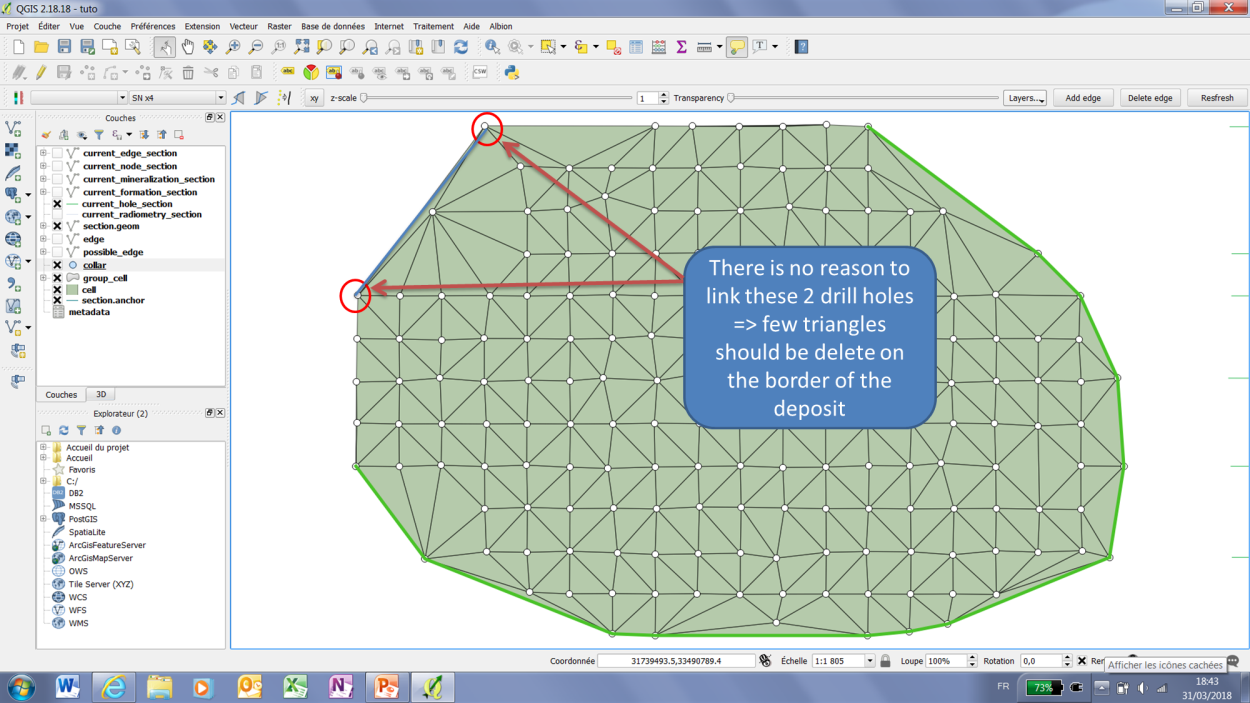 QGIS 2.18.18 - tuto
Projet Éditer Vue Couche Préférences Extension Vecteur Raster Base de données Internet Traitement Aide Albion
SN x4
xy z-scale 1 Transparency Layers... Add edge Delete edge Resfresh
Couches
current_edge_section
current_node_section
current_mineralization_section
current_formation_section
current_hole_section
current_radiometry_section
section.geom
edge
possible_edge
collar
group_cell
cell
section.anchor
metadata
Couches 3D
Explorateur (2)
Accueil du projet
Accueil
Favoris
C:/
DB2
MSSQL
PostGIS
SpatiaLite
ArcGisFeatureServer
ArcGisMapServer
OWS
Tile Server (XYZ)
WCS
WFS
WMS
There is no reason to
link these 2 drill holes
=> few triangles
should be delete on
the border of the
deposit
Coordonnée 31739493.5,33490789.4 Échelle 1:1 805 Loupe 100% Rotation 0,0 Ren
Afficher les icônes cachées
FR 73% 18:43
31/03/2018